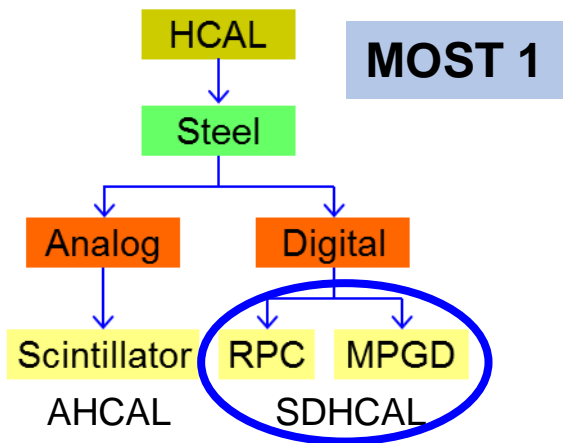 HCAL
MOST 1
Steel
Analog
Digital
Scintillator
RPC
MPGD
AHCAL
SDHCAL